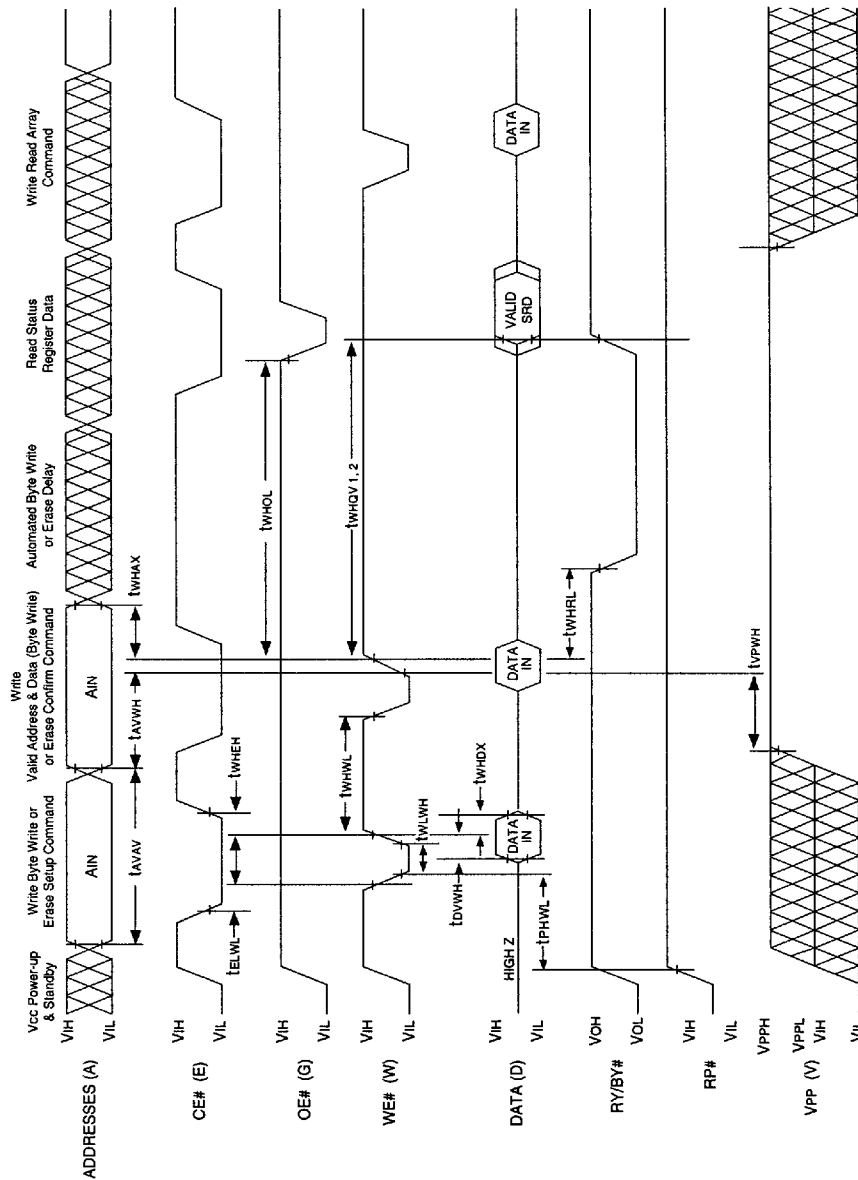 Vcc Power-up
& Standby
Write Byte Write or
Erase Setup Command
Write
Valid Address & Data (Byte Write)
or Erase Confirm Command
Automated Byte Write
or Erase Delay
Read Status
Register Data
Write Read Array
Command
ADDRESSES (A)
VIH
VIL
AIN
AIN
tAVAV
tAVWH
tWHAX
CE# (E)
VIH
VIL
tELWL
tWHEH
OE# (G)
VIH
VIL
tWHOL
tWHWL
tWHQV 1, 2
WE# (W)
VIH
VIL
tWLWH
tDVWH
tWHDX
DATA (D)
VIH
VIL
HIGH Z
DATA
IN
DATA
IN
VALID
SRD
DATA
IN
tPHWL
tWHRL
RY/BY#
VOH
VOL
RP#
VIH
VIL
tVPWH
VPP (V)
VPPH
VPPL
VIH
VIL